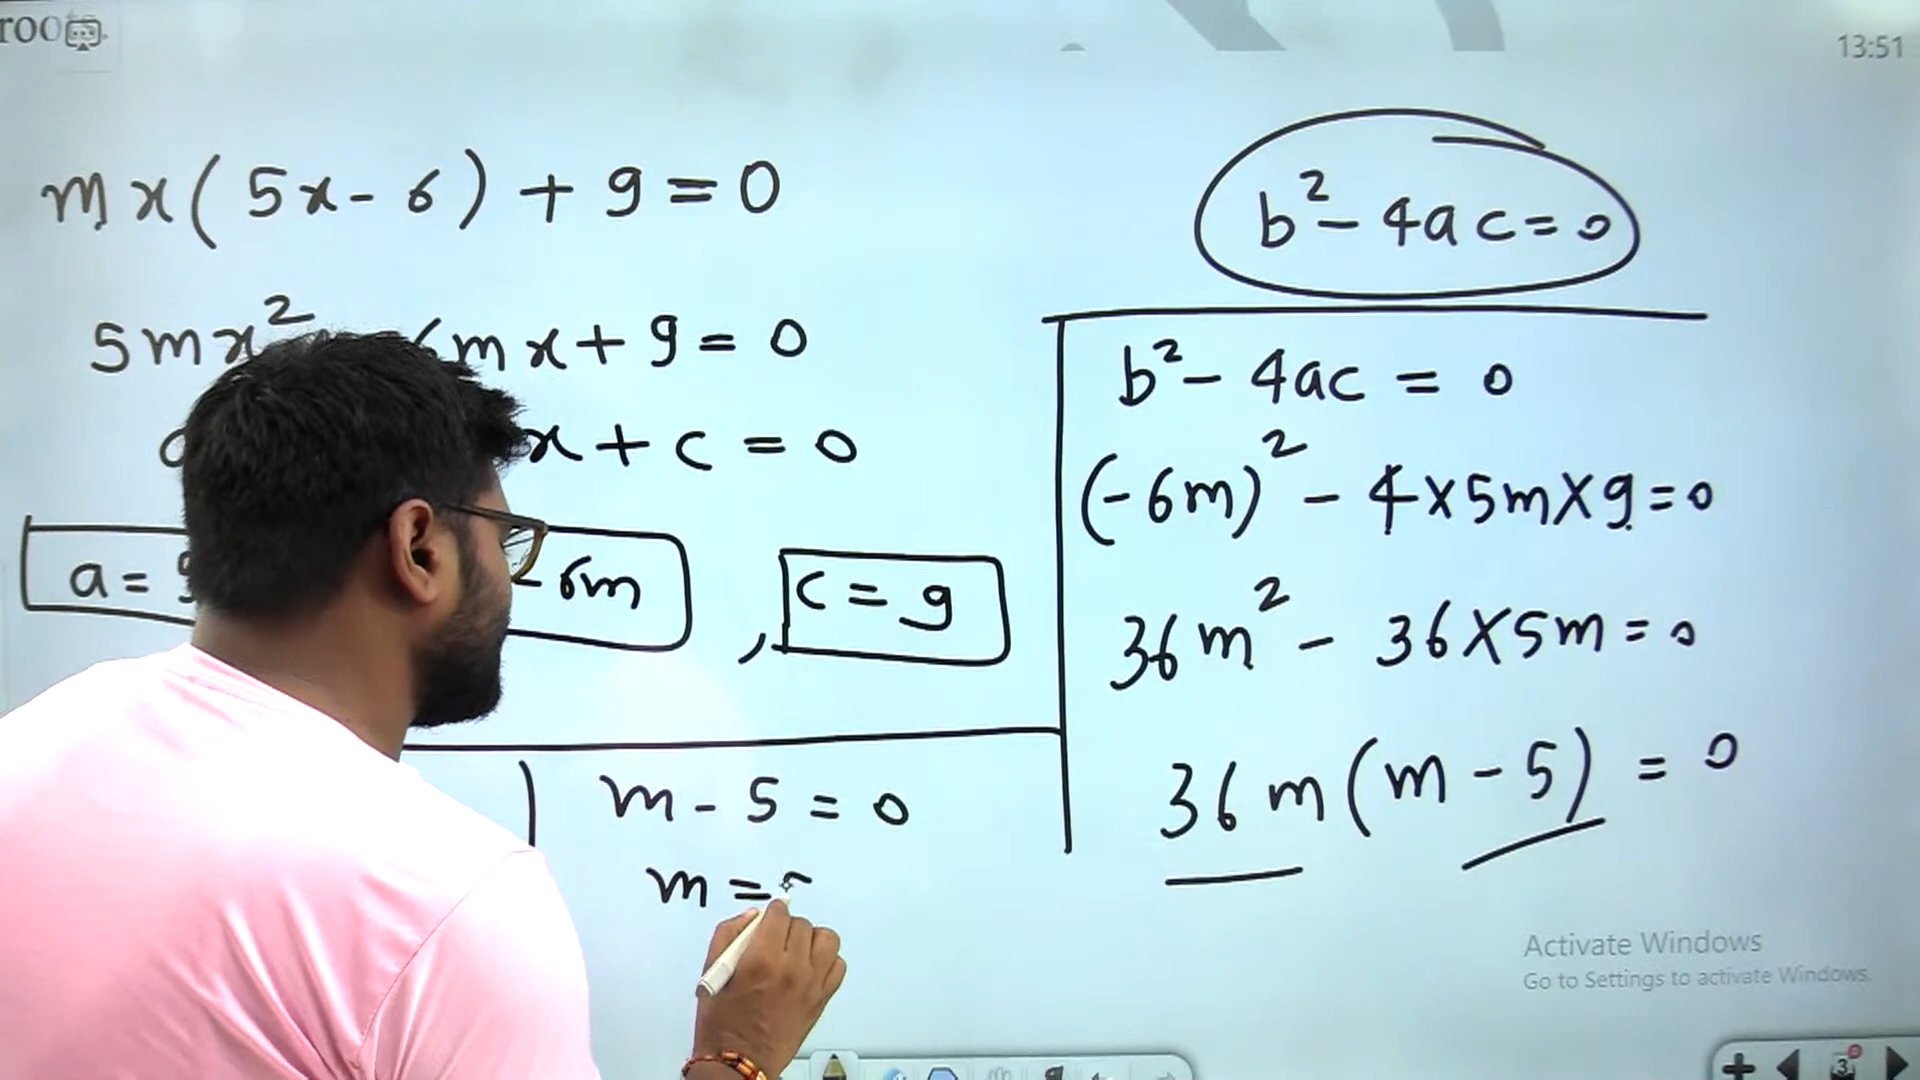 13:51
mx(5x-6)+9=0
5mx² 6mx+9=0
x+c=0
a= -6m, c=9
m-5=0
m=
b²-4ac=0
b²-4ac=0
(-6m)²-4×5m×9=0
36m²-36×5m=0
36m(m-5)=0
Activate Windows
Go to Settings to activate Windows.
3